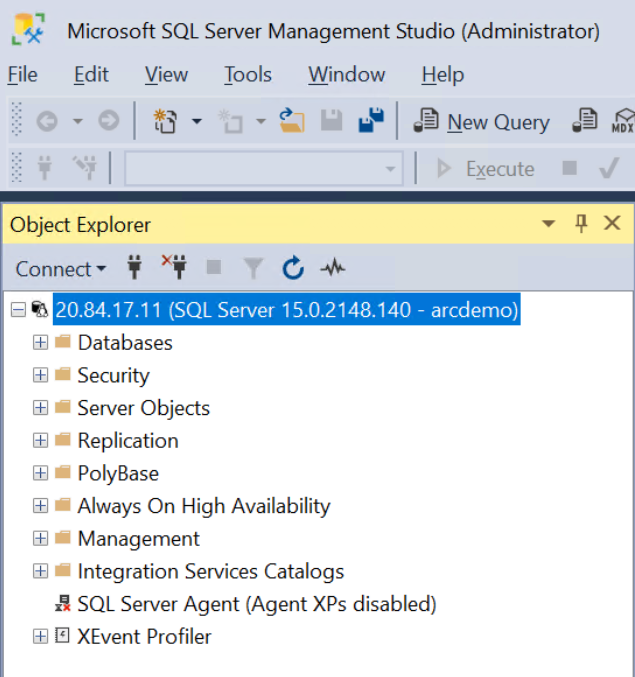 Microsoft SQL Server Management Studio (Administrator)
File Edit View Tools Window Help
New Query MDX
Execute
Object Explorer
Connect
20.84.17.11 (SQL Server 15.0.2148.140 - arcdemo)
Databases
Security
Server Objects
Replication
PolyBase
Always On High Availability
Management
Integration Services Catalogs
SQL Server Agent (Agent XPs disabled)
XEvent Profiler